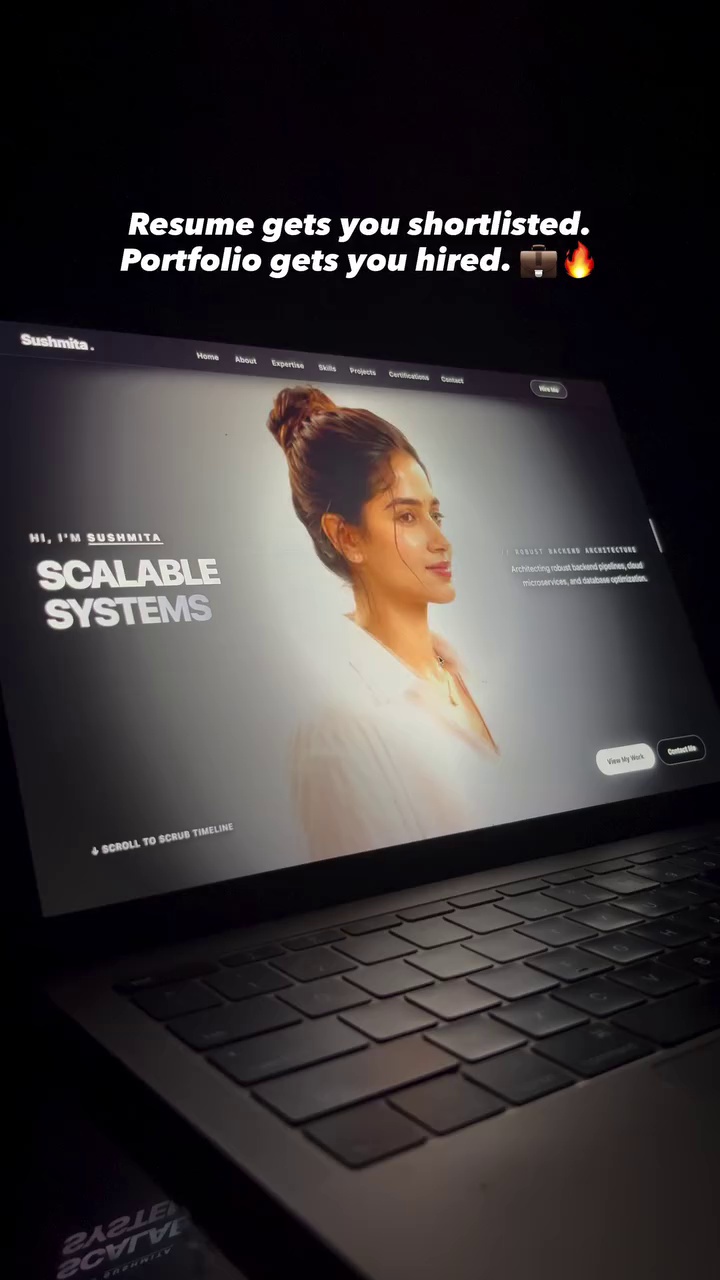 Resume gets you shortlisted.
Portfolio gets you hired. 💼🔥
Sushmita.
Home About Expertise Skills Projects Certifications Contact
Hire Me
HI, I'M SUSHMITA
SCALABLE
SYSTEMS
ROBUST BACKEND ARCHITECTURE
Architecting robust backend pipelines, cloud
microservices, and database optimization.
View My Work
Contact Me
↓ SCROLL TO SCRUB TIMELINE